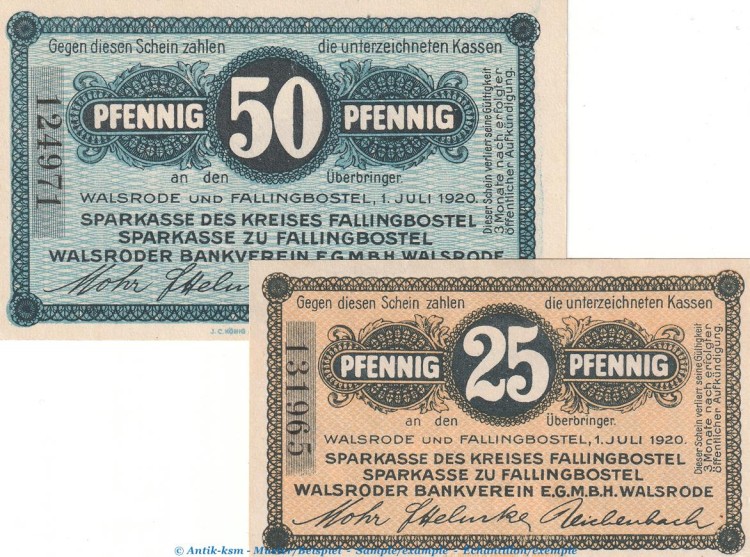 Gegen diesen Schein zahlen die unterzeichneten Kassen
PFENNIG 50 PFENNIG
an den Überbringer.
WALSRODE UND FALLINGBOSTEL, 1. JULI 1920.
SPARKASSE DES KREISES FALLINGBOSTEL
SPARKASSE ZU FALLINGBOSTEL
WALSRODER BANKVEREIN E.G.M.B.H. WALSRODE
Mohr
124971
Dieser Schein verliert seine Gültigkeit
3 Monate nach erfolgter
öffentlicher Aufkündigung.
J. C. KÖNIG
Gegen diesen Schein zahlen die unterzeichneten Kassen
PFENNIG 25 PFENNIG
an den Überbringer.
WALSRODE UND FALLINGBOSTEL, 1. JULI 1920.
SPARKASSE DES KREISES FALLINGBOSTEL
SPARKASSE ZU FALLINGBOSTEL
WALSRODER BANKVEREIN E.G.M.B.H. WALSRODE
Mohr Reichenbach
131965
Dieser Schein verliert seine Gültigkeit
3 Monate nach erfolgter
öffentlicher Aufkündigung.
© Antik-ksm - Muster/Beispiel - Sample/exemple - Echantillon/exemple